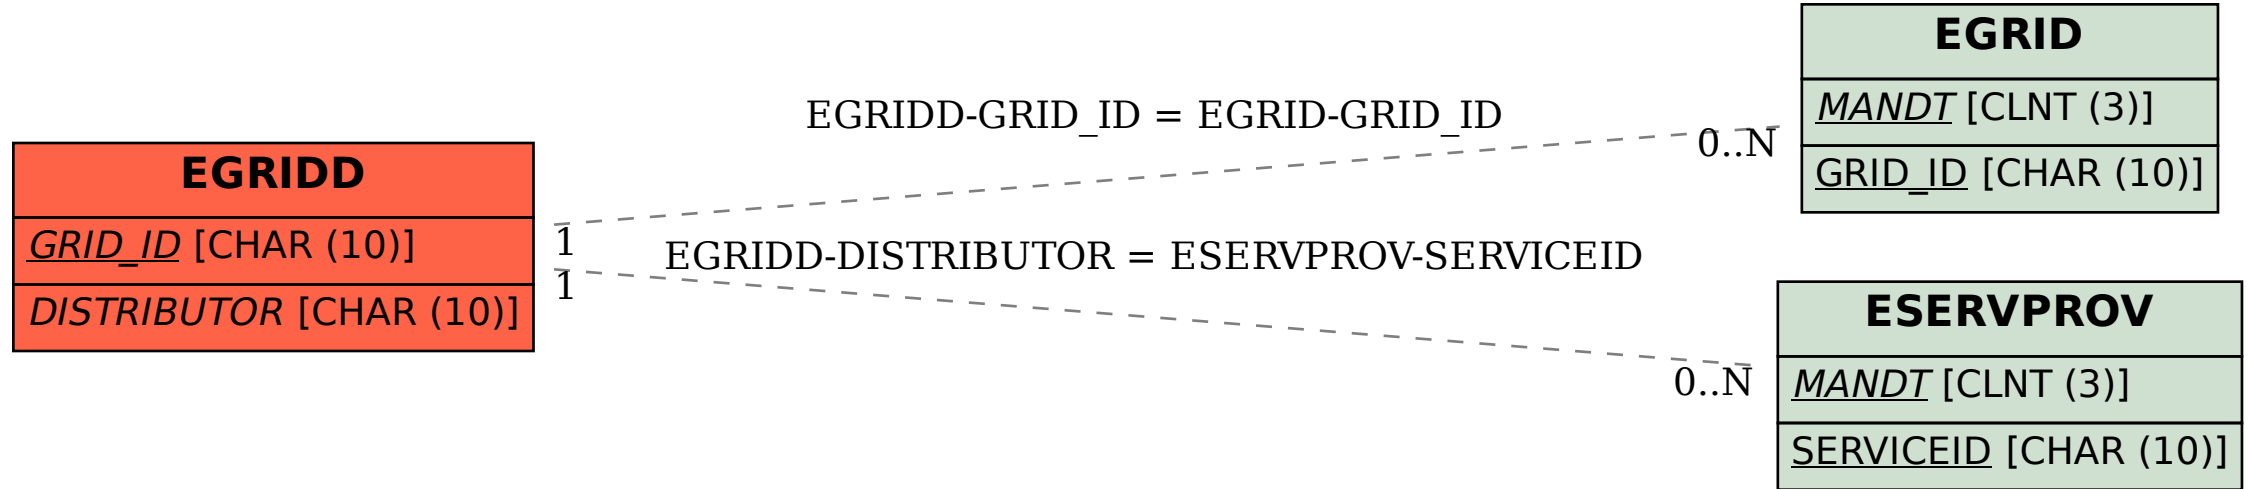 EGRIDD
GRID_ID [CHAR (10)]
DISTRIBUTOR [CHAR (10)]
EGRIDD-GRID_ID = EGRID-GRID_ID
1
0..N
EGRIDD-DISTRIBUTOR = ESERVPROV-SERVICEID
1
0..N
EGRID
MANDT [CLNT (3)]
GRID_ID [CHAR (10)]
ESERVPROV
MANDT [CLNT (3)]
SERVICEID [CHAR (10)]